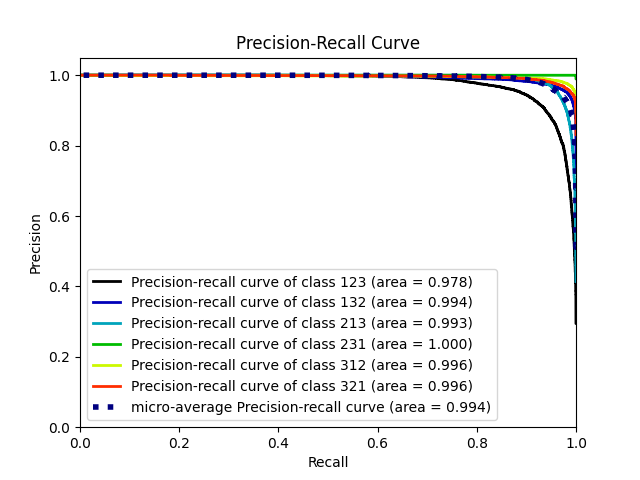 Precision-Recall Curve
1.0
0.8
0.6
0.4
0.2
0.0
Precision
Precision-recall curve of class 123 (area = 0.978)
Precision-recall curve of class 132 (area = 0.994)
Precision-recall curve of class 213 (area = 0.993)
Precision-recall curve of class 231 (area = 1.000)
Precision-recall curve of class 312 (area = 0.996)
Precision-recall curve of class 321 (area = 0.996)
micro-average Precision-recall curve (area = 0.994)
0.0 0.2 0.4 0.6 0.8 1.0
Recall